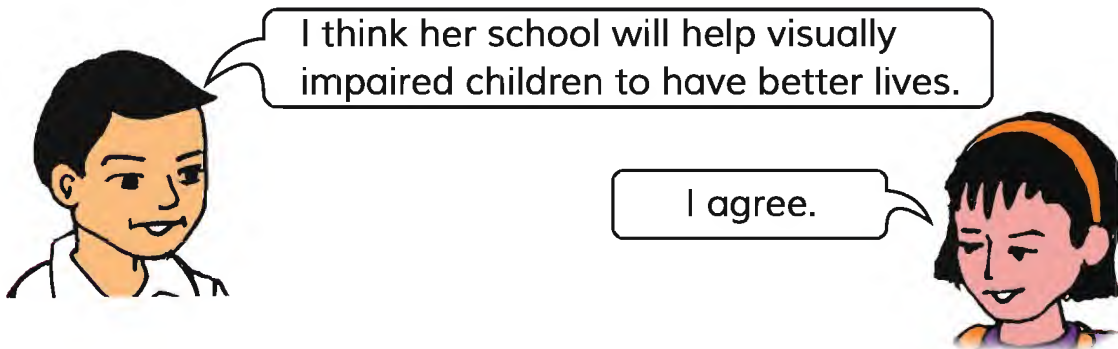 I think her school will help visually
impaired children to have better lives.
I agree.